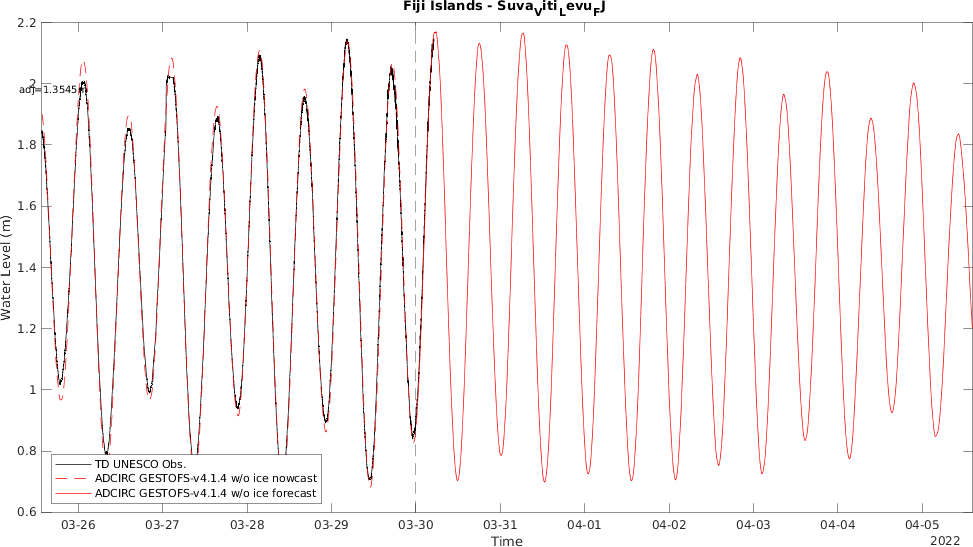 Fiji Islands - SuvaVitiLevuFJ
2.2
2
adj=1.3545
1.8
1.6
1.4
1.2
1
0.8
0.6
Water Level (m)
TD UNESCO Obs.
ADCIRC GESTOFS-v4.1.4 w/o ice nowcast
ADCIRC GESTOFS-v4.1.4 w/o ice forecast
03-26 03-27 03-28 03-29 03-30 03-31 04-01 04-02 04-03 04-04 04-05
Time
2022